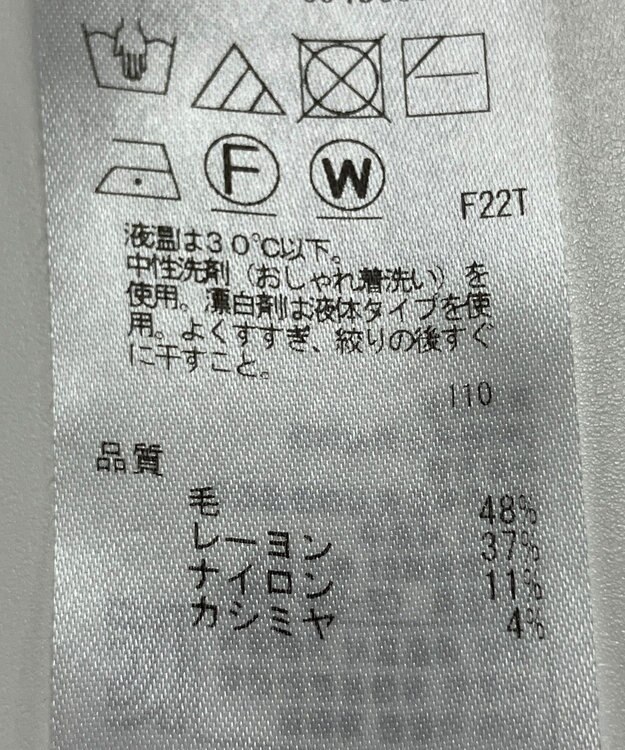 F
W
F22T
液温は30℃以下。
中性洗剤（おしゃれ着洗い）を
使用。漂白剤は液体タイプを使
用。よくすすぎ、絞りの後すぐ
に干すこと。
I10
品質
毛 48%
レーヨン 37%
ナイロン 11%
カシミヤ 4%